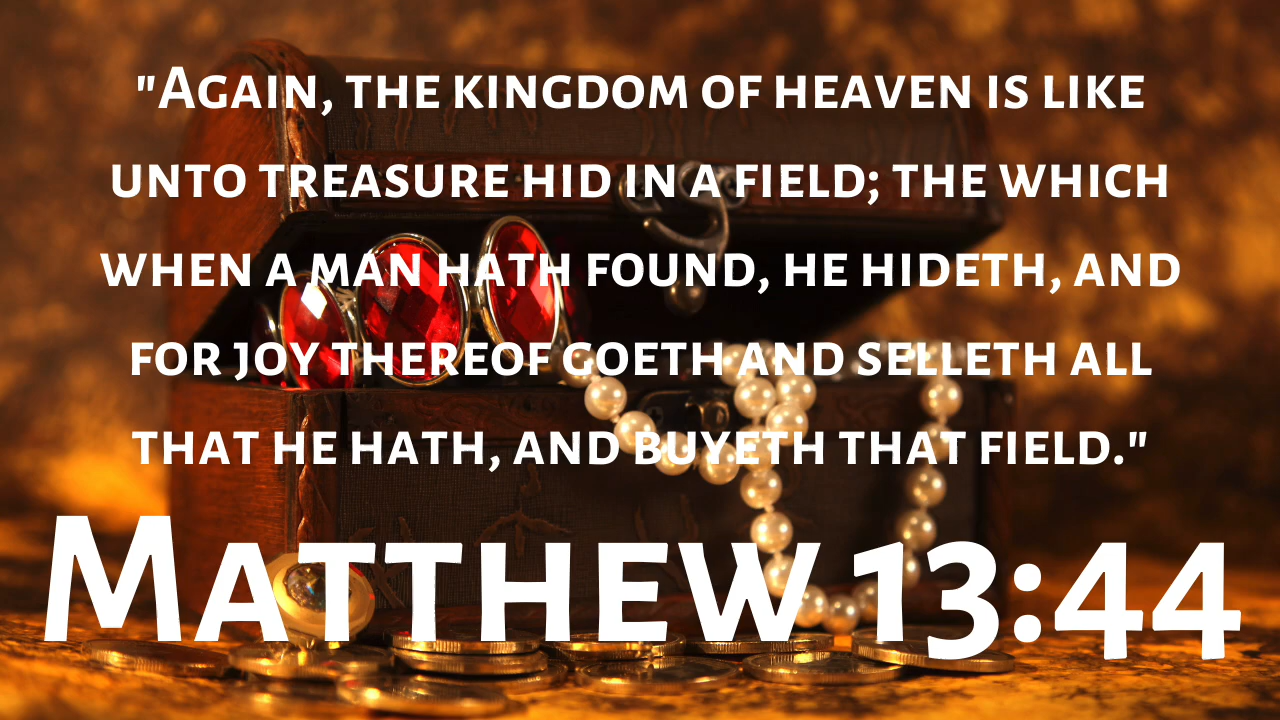 "Again, the kingdom of heaven is like
unto treasure hid in a field; the which
when a man hath found, he hideth, and
for joy thereof goeth and selleth all
that he hath, and buyeth that field."
Matthew 13:44